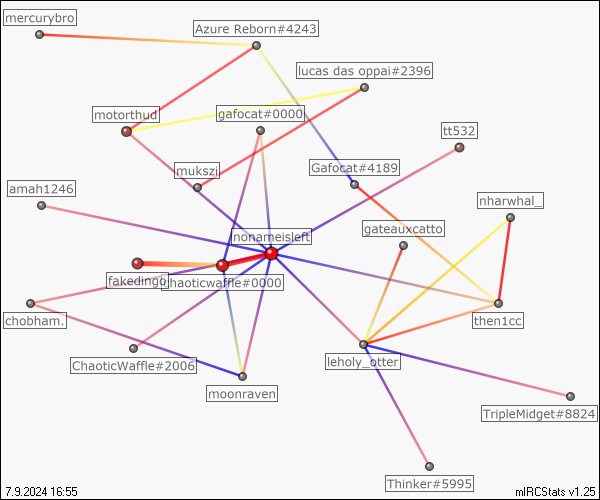 mercurybro
Azure Reborn#4243
lucas das oppai#2396
motorthud
gafocat#0000
tt532
mukszi
Gafocat#4189
amah1246
nharwhal_
gateauxcatto
nonameisleft
fakedingo
chaoticwaffle#0000
chobham.
then1cc
ChaoticWaffle#2006
leholy_otter
moonraven
TripleMidget#8824
Thinker#5995
7.9.2024 16:55
mIRCStats v1.25